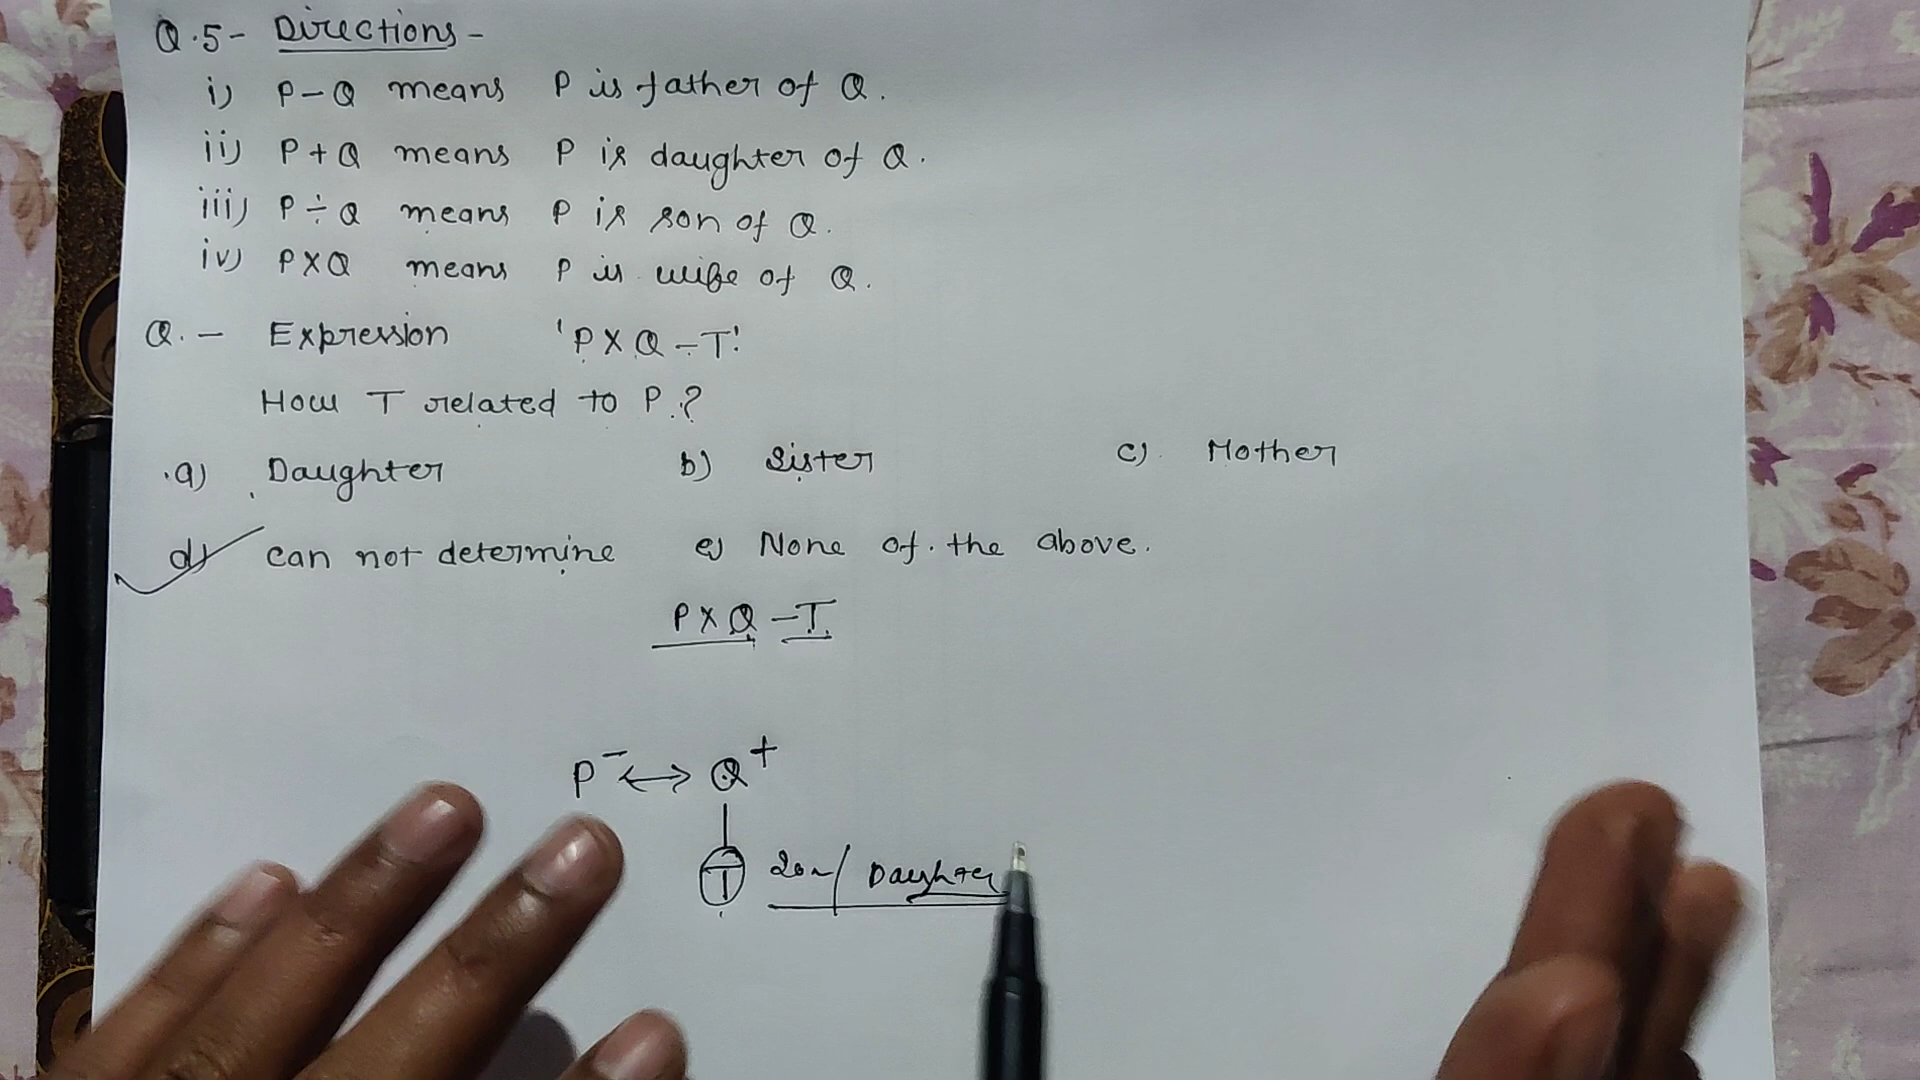 Q.5- Directions -
i) P-Q means P is father of Q.
ii) P+Q means P is daughter of Q.
iii) P÷Q means P is son of Q.
iv) P×Q means P is wife of Q.
Q. - Expression 'P×Q-T'
How T related to P.?
a) Daughter b) Sister c) Mother
d) can not determine e) None of the above.
P×Q-T
P⁻ ↔ Q⁺
T son/Daughter